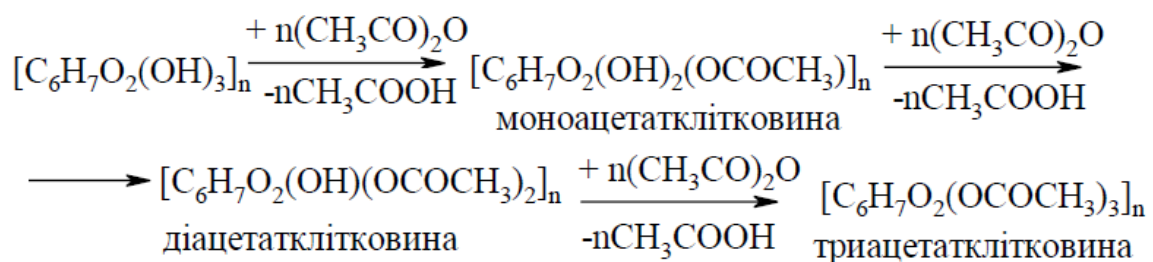 + n(CH₃CO)₂O + n(CH₃CO)₂O
[C₆H₇O₂(OH)₃]ₙ [C₆H₇O₂(OH)₂(OCOCH₃)]ₙ
-nCH₃COOH -nCH₃COOH
моноацетатклітковина
+ n(CH₃CO)₂O
[C₆H₇O₂(OH)(OCOCH₃)₂]ₙ [C₆H₇O₂(OCOCH₃)₃]ₙ
діацетатклітковина -nCH₃COOH триацетатклітковина